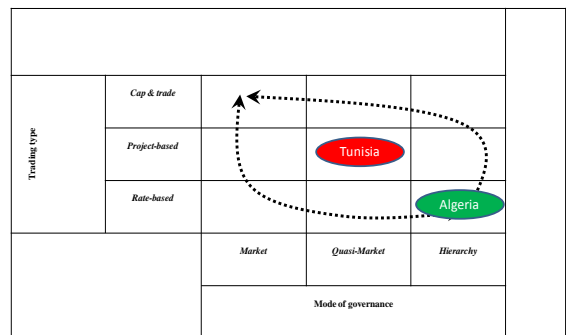 Trading type
Cap & trade
Project-based
Tunisia
Rate-based
Algeria
Market
Quasi-Market
Hierarchy
Mode of governance